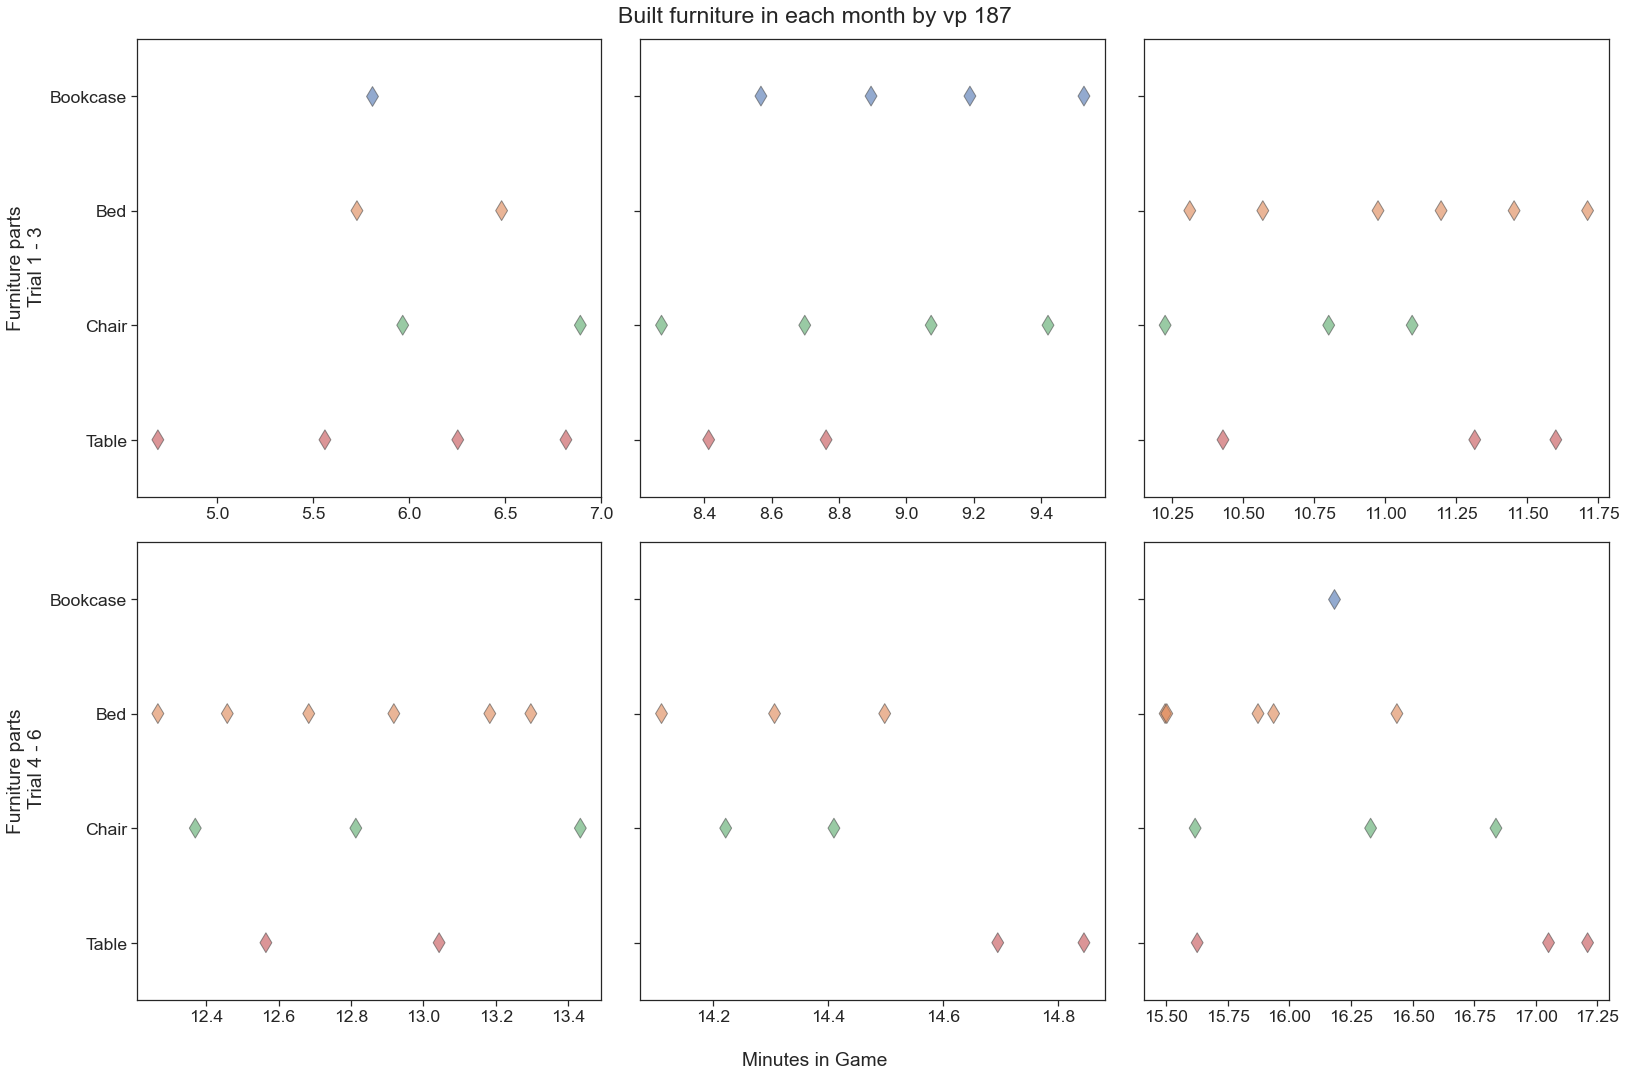 Built furniture in each month by vp 187
Furniture parts
Trial 1 - 3
Bookcase
Bed
Chair
Table
5.0 5.5 6.0 6.5 7.0
8.4 8.6 8.8 9.0 9.2 9.4
10.25 10.50 10.75 11.00 11.25 11.50 11.75
Furniture parts
Trial 4 - 6
Bookcase
Bed
Chair
Table
12.4 12.6 12.8 13.0 13.2 13.4
14.2 14.4 14.6 14.8
15.50 15.75 16.00 16.25 16.50 16.75 17.00 17.25
Minutes in Game